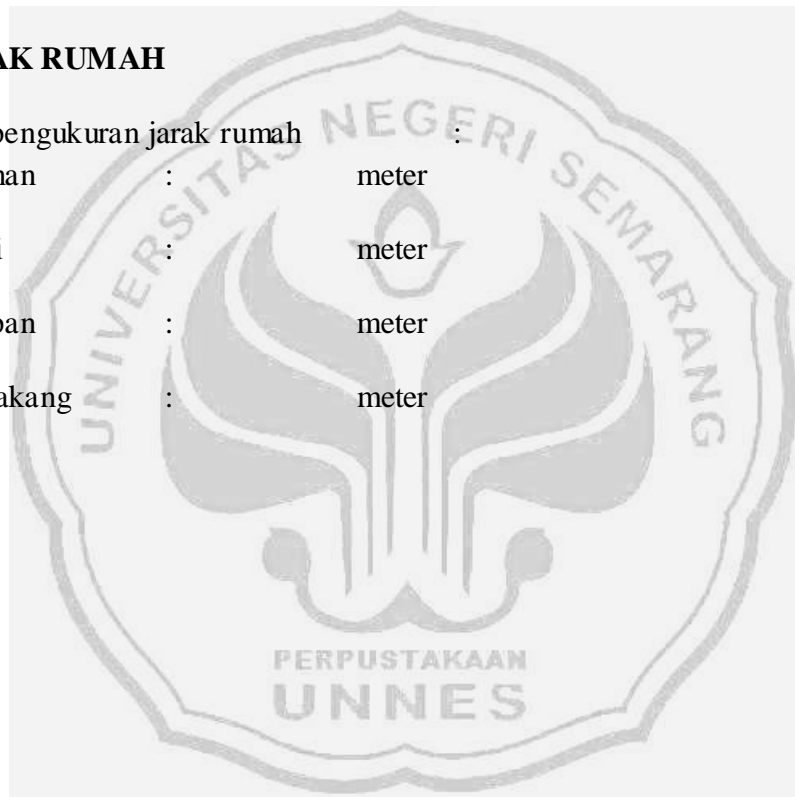 AK RUMAH
pengukuran jarak rumah :
nan : meter
i : meter
pan : meter
akang : meter
UNIVERSITAS NEGERI SEMARANG
PERPUSTAKAAN
UNNES